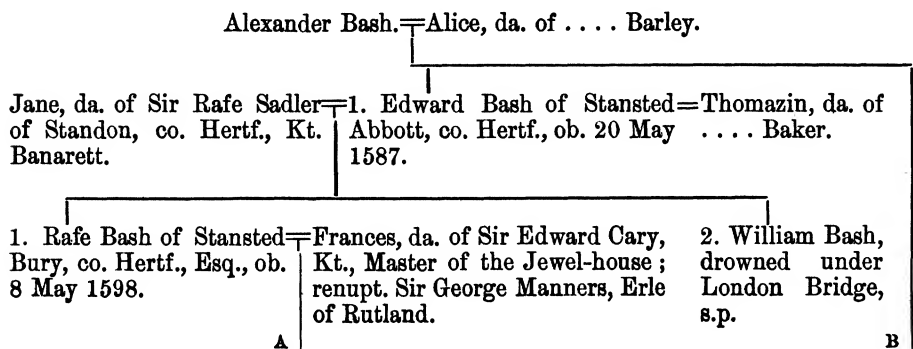 Alexander Bash.=Alice, da. of .... Barley.
Jane, da. of Sir Rafe Sadler=
of Standon, co. Hertf., Kt.
Banarett.
1. Edward Bash of Stansted=
Abbott, co. Hertf., ob. 20 May
1587.
Thomazin, da. of
.... Baker.
1. Rafe Bash of Stansted=
Bury, co. Hertf., Esq., ob.
8 May 1598.
Frances, da. of Sir Edward Cary,
Kt., Master of the Jewel-house;
renupt. Sir George Manners, Erle
of Rutland.
2. William Bash,
drowned under
London Bridge,
s.p.
A
B